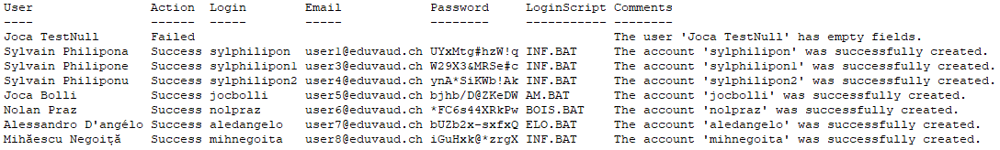 User               Action  Login        Email            Password     LoginScript Comments
----               ------  -----        -----            --------     ----------- --------
Joca TestNull      Failed                                                         The user 'Joca TestNull' has empty fields.
Sylvain Philipona  Success sylphilipon  user1@eduvaud.ch UYxMtg#hzW!q INF.BAT     The account 'sylphilipon' was successfully created.
Sylvain Philipone  Success sylphilipon1 user3@eduvaud.ch W29X3&MRSe#c INF.BAT     The account 'sylphilipon1' was successfully created.
Sylvain Philiponu  Success sylphilipon2 user4@eduvaud.ch ynA*SiKWb!Ak INF.BAT     The account 'sylphilipon2' was successfully created.
Joca Bolli         Success jocbolli     user5@eduvaud.ch bjhb/D@ZKeDW AM.BAT      The account 'jocbolli' was successfully created.
Nolan Praz         Success nolpraz      user6@eduvaud.ch *FC6s44XRkPw BOIS.BAT    The account 'nolpraz' was successfully created.
Alessandro D'angélo Success aledangelo   user7@eduvaud.ch bUZb2x-sxfxQ ELO.BAT     The account 'aledangelo' was successfully created.
Mihăescu Negoiță   Success mihnegoita   user8@eduvaud.ch iGuHxk@*zrgX INF.BAT     The account 'mihnegoita' was successfully created.